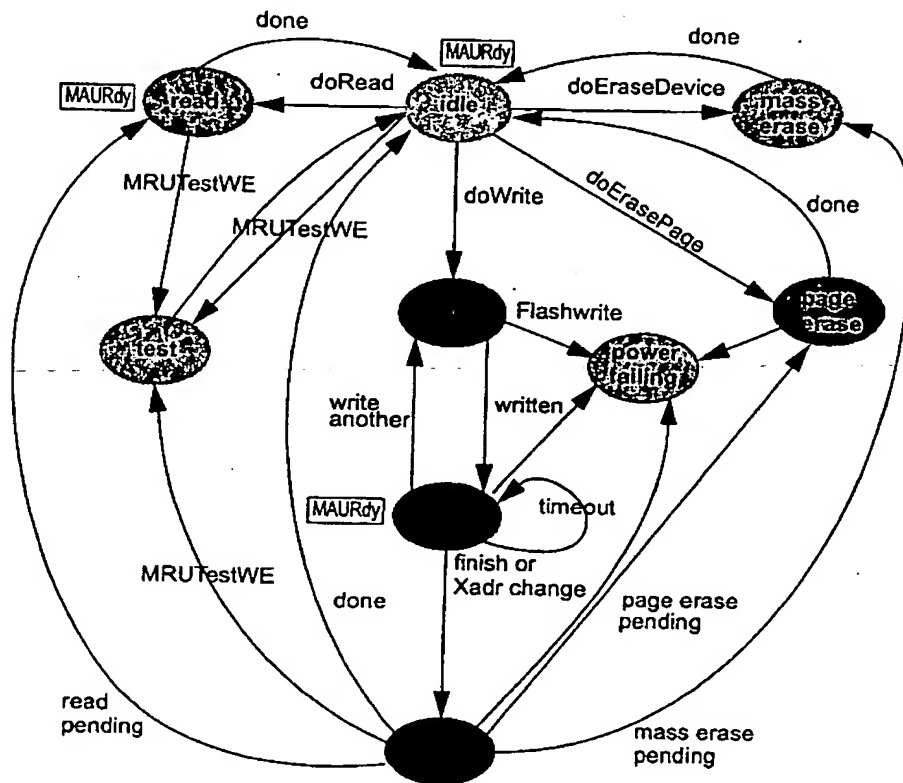 done
MAURdy
done
MAURdy
read
doRead
idle
doEraseDevice
mass
erase
MRUTestWE
MRUTestWE
doWrite
doErasePage
done
test
Flashwrite
page
erase
power
failing
write
another
written
MAURdy
timeout
MRUTestWE
done
finish or
Xadr change
page erase
pending
read
pending
mass erase
pending